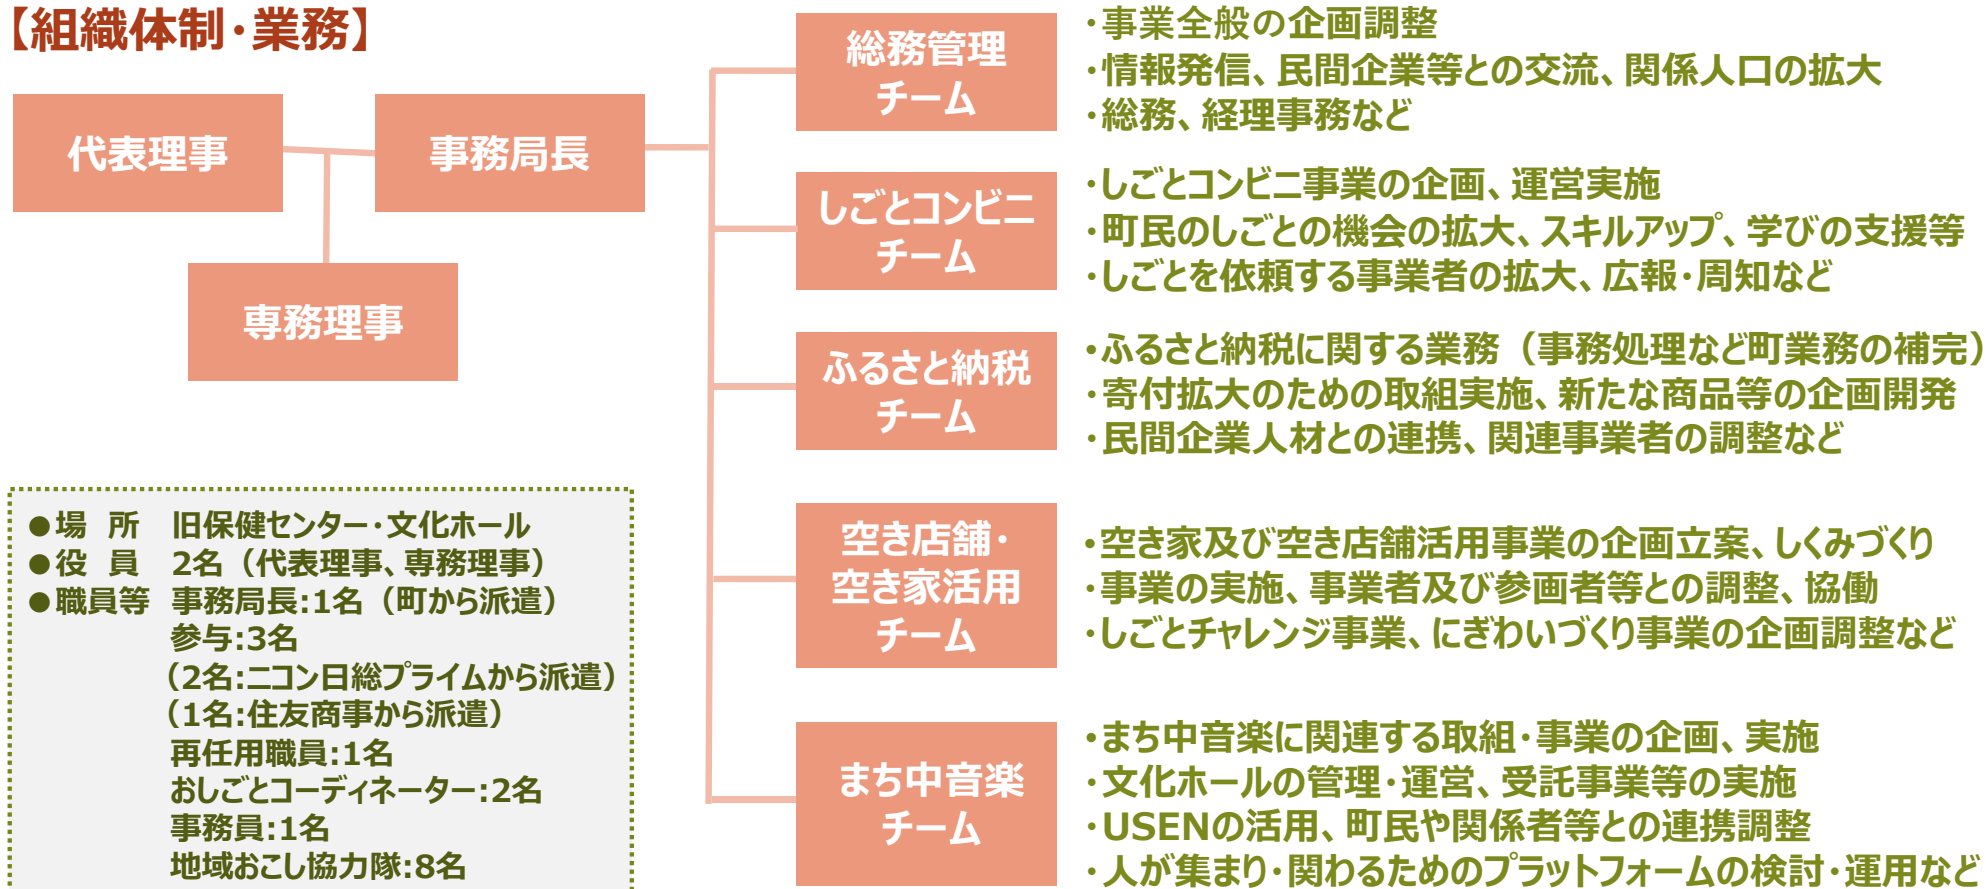 【組織体制・業務】
代表理事
事務局長
専務理事
総務管理
チーム
・事業全般の企画調整
・情報発信、民間企業等との交流、関係人口の拡大
・総務、経理事務など
しごとコンビニ
チーム
・しごとコンビニ事業の企画、運営実施
・町民のしごとの機会の拡大、スキルアップ、学びの支援等
・しごとを依頼する事業者の拡大、広報・周知など
ふるさと納税
チーム
・ふるさと納税に関する業務（事務処理など町業務の補完）
・寄付拡大のための取組実施、新たな商品等の企画開発
・民間企業人材との連携、関連事業者の調整など
空き店舗・
空き家活用
チーム
・空き家及び空き店舗活用事業の企画立案、しくみづくり
・事業の実施、事業者及び参画者等との調整、協働
・しごとチャレンジ事業、にぎわいづくり事業の企画調整など
まち中音楽
チーム
・まち中音楽に関連する取組・事業の企画、実施
・文化ホールの管理・運営、受託事業等の実施
・USENの活用、町民や関係者等との連携調整
・人が集まり・関わるためのプラットフォームの検討・運用など
●場　所　旧保健センター・文化ホール
●役　員　2名（代表理事、専務理事）
●職員等　事務局長:1名（町から派遣）
参与:3名
（2名:ニコン日総プライムから派遣）
（1名:住友商事から派遣）
再任用職員:1名
おしごとコーディネーター:2名
事務員:1名
地域おこし協力隊:8名